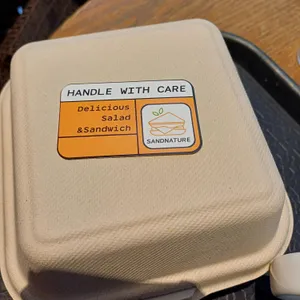 HANDLE WITH CARE
Delicious
Salad
&Sandwich
SANDNATURE